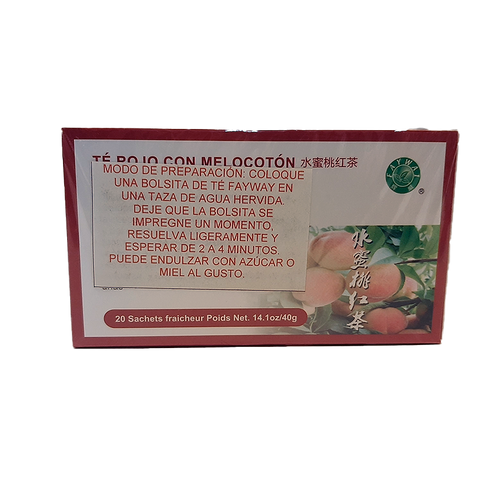 TÉ ROJO CON MELOCOTÓN 水蜜桃红茶
FAYWAY
®
MODO DE PREPARACIÓN: COLOQUE
UNA BOLSITA DE TÉ FAYWAY EN
UNA TAZA DE AGUA HERVIDA.
DEJE QUE LA BOLSITA SE
IMPREGNE UN MOMENTO,
RESUELVA LIGERAMENTE Y
ESPERAR DE 2 A 4 MINUTOS.
PUEDE ENDULZAR CON AZÚCAR O
MIEL AL GUSTO.
水蜜桃红茶
20 Sachets fraicheur Poids Net. 14.1oz/40g